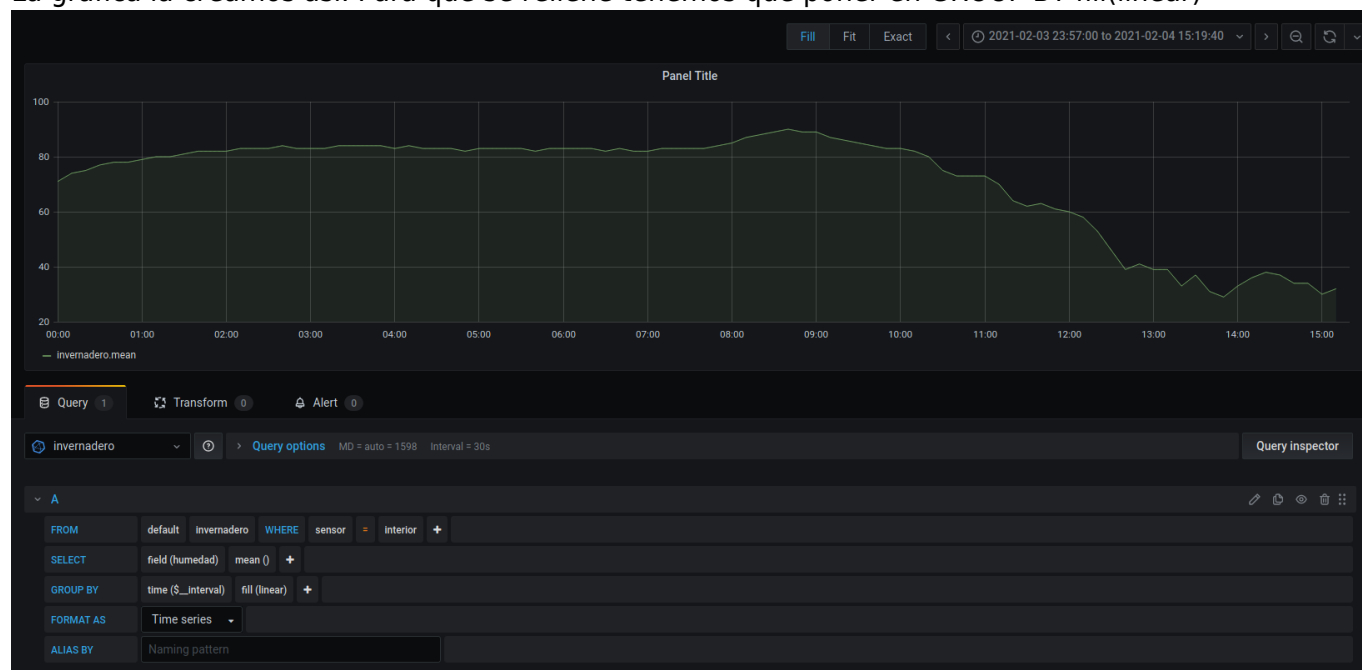 La gráfica la creamos así. Para que se rellene tenemos que poner en GROUP BY fill(linear)
Fill Fit Exact 2021-02-03 23:57:00 to 2021-02-04 15:19:40
Panel Title
100
80
60
40
20
00:00 01:00 02:00 03:00 04:00 05:00 06:00 07:00 08:00 09:00 10:00 11:00 12:00 13:00 14:00 15:00
invernadero.mean
Query 1 Transform 0 Alert 0
invernadero Query options MD = auto = 1598 Interval = 30s Query inspector
A
FROM default invernadero WHERE sensor = interior +
SELECT field (humedad) mean () +
GROUP BY time ($__interval) fill (linear) +
FORMAT AS Time series
ALIAS BY Naming pattern